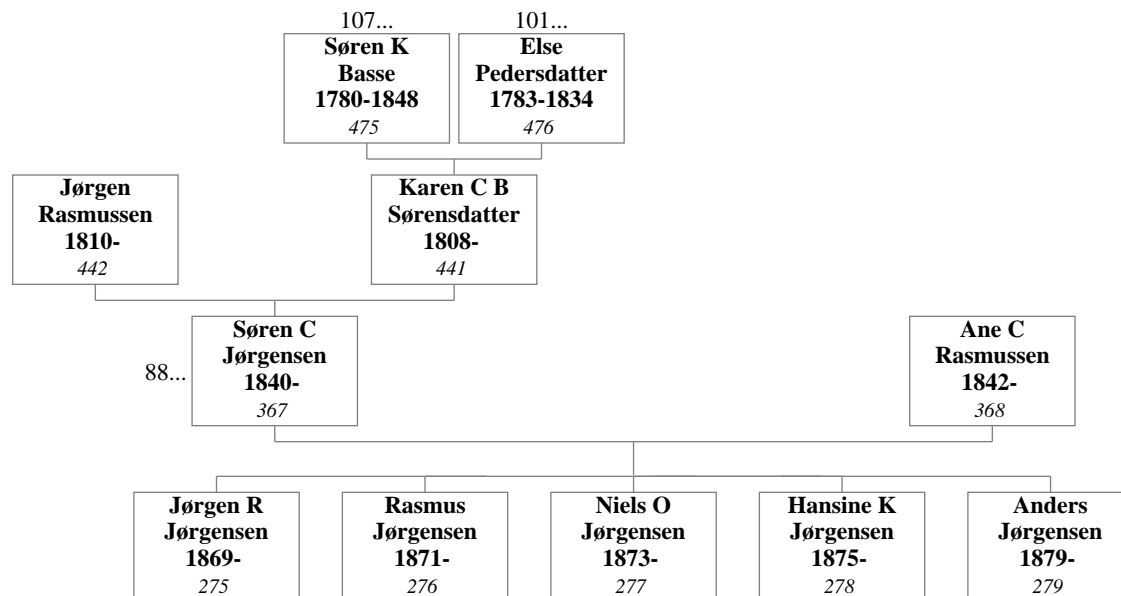 107...
101...
Søren K
Basse
1780-1848
475
Else
Pedersdatter
1783-1834
476
Jørgen
Rasmussen
1810-
442
Karen C B
Sørensdatter
1808-
441
88...
Søren C
Jørgensen
1840-
367
Ane C
Rasmussen
1842-
368
Jørgen R
Jørgensen
1869-
275
Rasmus
Jørgensen
1871-
276
Niels O
Jørgensen
1873-
277
Hansine K
Jørgensen
1875-
278
Anders
Jørgensen
1879-
279